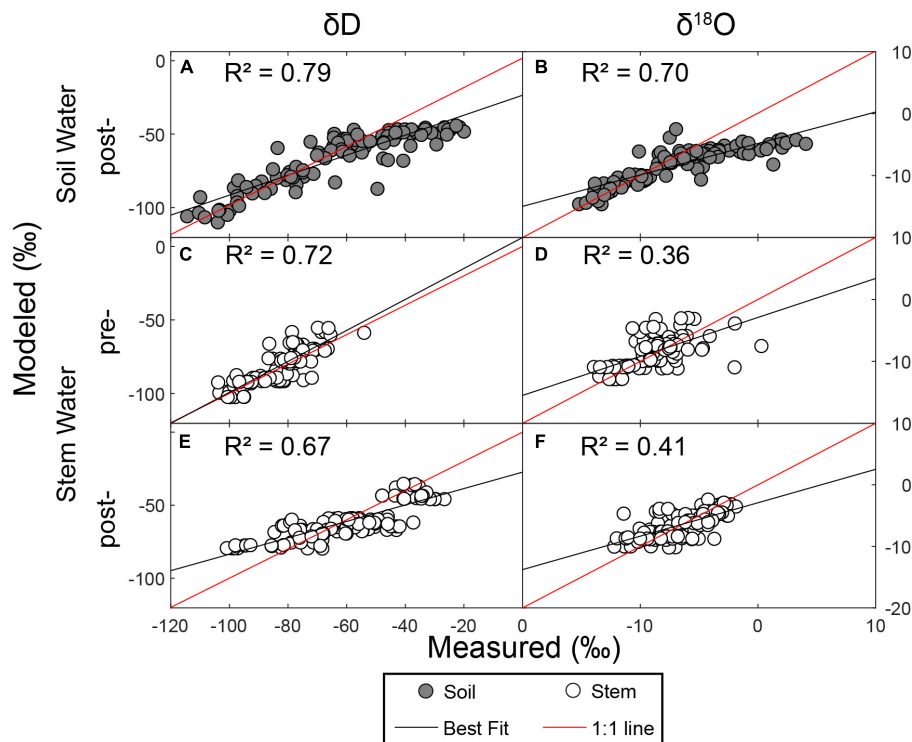 δD
δ¹⁸O
Modeled (‰)
Soil Water
post-
Stem Water
pre-
post-
A
R² = 0.79
B
R² = 0.70
0
-50
-100
10
0
-10
C
R² = 0.72
D
R² = 0.36
0
-50
-100
10
0
-10
E
R² = 0.67
F
R² = 0.41
-50
-100
10
0
-10
-20
-120 -100 -80 -60 -40 -20 0 -10 0 10
Measured (‰)
Soil Stem
Best Fit 1:1 line